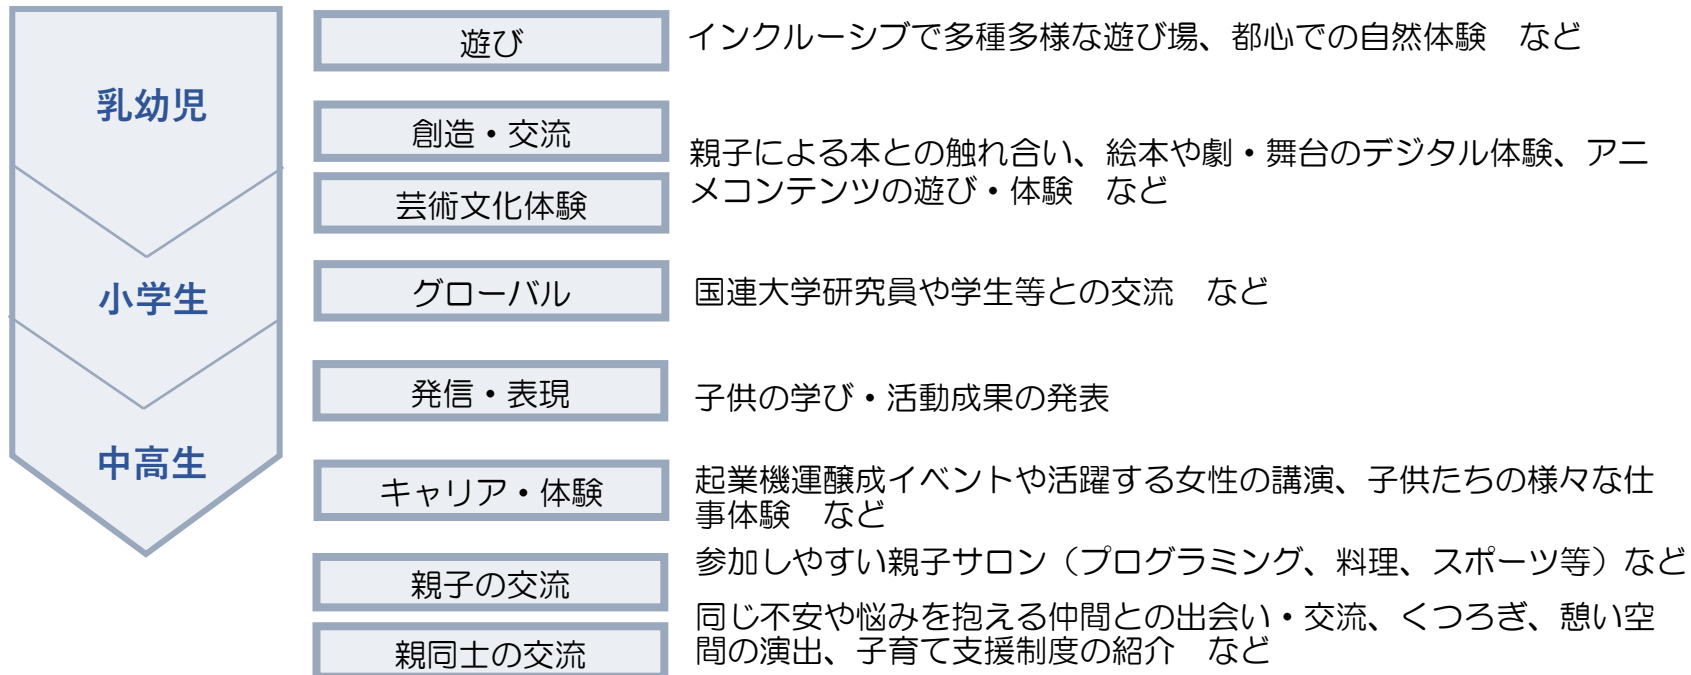 乳幼児
小学生
中高生
遊び
インクルーシブで多種多様な遊び場、都心での自然体験　など
創造・交流
芸術文化体験
親子による本との触れ合い、絵本や劇・舞台のデジタル体験、アニ
メコンテンツの遊び・体験　など
グローバル
国連大学研究員や学生等との交流　など
発信・表現
子供の学び・活動成果の発表
キャリア・体験
起業機運醸成イベントや活躍する女性の講演、子供たちの様々な仕
事体験　など
親子の交流
参加しやすい親子サロン（プログラミング、料理、スポーツ等）など
親同士の交流
同じ不安や悩みを抱える仲間との出会い・交流、くつろぎ、憩い空
間の演出、子育て支援制度の紹介　など